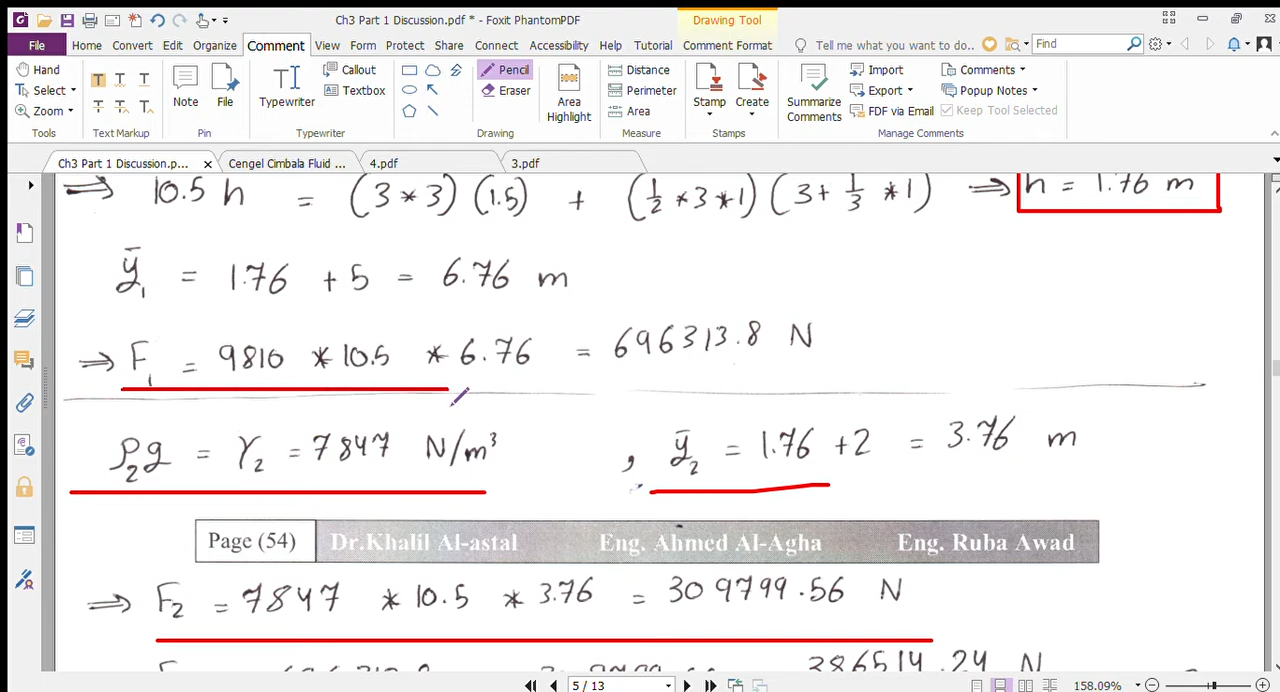 Ch3 Part 1 Discussion.pdf * - Foxit PhantomPDF
Drawing Tool
File Home Convert Edit Organize Comment View Form Protect Share Connect Accessibility Help Tutorial Comment Format Tell me what you want to do.. Find
Hand
Select
Zoom
Tools
T T T
T T T
Text Markup
Note
File
Pin
Typewriter
Callout
Textbox
Typewriter
Pencil
Eraser
Drawing
Area Highlight
Distance
Perimeter
Area
Measure
Stamp
Create
Stamps
Summarize Comments
Import
Export
FDF via Email
Comments
Popup Notes
Keep Tool Selected
Manage Comments
Ch3 Part 1 Discussion.p... × Cengel Cimbala Fluid ... 4.pdf 3.pdf
⇒ 10.5 h = (3 * 3) (1.5) + (1/2 * 3 * 1) (3 + 1/3 * 1) ⇒ h = 1.76 m
ȳ₁ = 1.76 + 5 = 6.76 m
⇒ F₁ = 9810 * 10.5 * 6.76 = 696313.8 N
ρ₂g = γ₂ = 7847 N/m³ , ȳ₂ = 1.76 + 2 = 3.76 m
Page (54) Dr.Khalil Al-astal Eng. Ahmed Al-Agha Eng. Ruba Awad
⇒ F₂ = 7847 * 10.5 * 3.76 = 309799.56 N
386514.24 N
5 / 13 158.09%